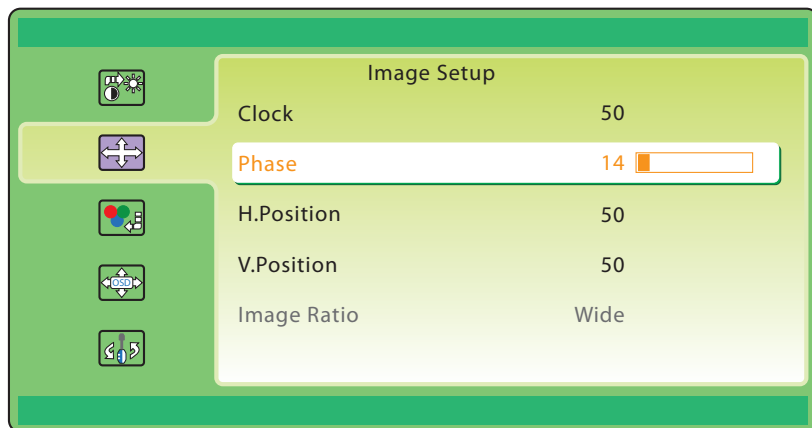 Image Setup
Clock 50
Phase 14
H.Position 50
V.Position 50
Image Ratio Wide
OSD